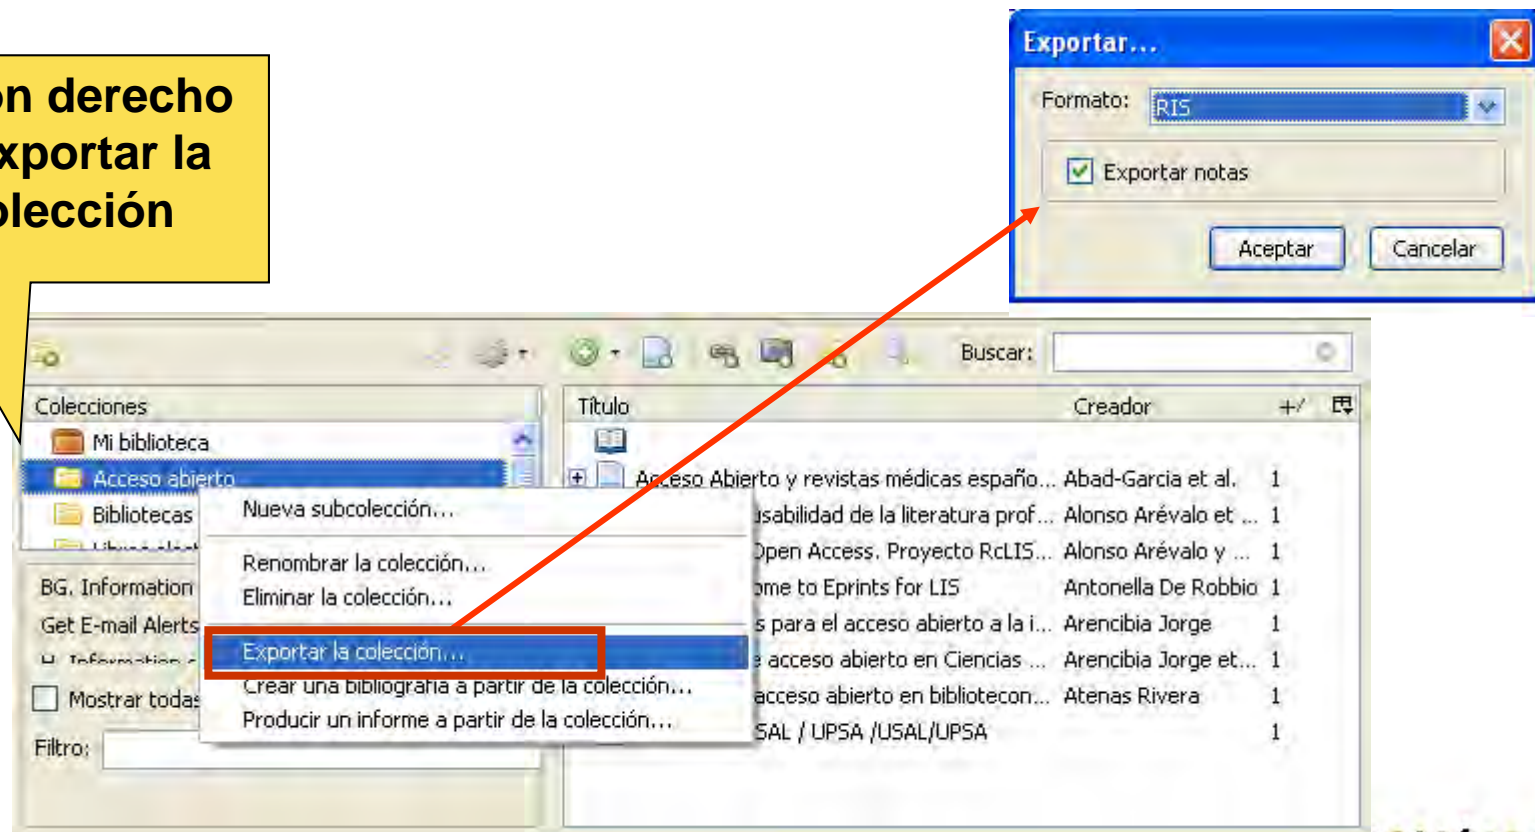 Exportar...
Formato: RIS
Exportar notas
Aceptar Cancelar
derecho
la
Buscar:
Colecciones
Mi biblioteca
Acceso abierto
Bibliotecas
Nueva subcolección...
Renombrar la colección...
Eliminar la colección...
Exportar la colección...
Crear una bibliografía a partir de la colección...
Producir un informe a partir de la colección...
BG, Information
Get E-mail Alerts
Mostrar todas
Filtro:
Título Creador +/
Acceso Abierto y revistas médicas españo... Abad-Garcia et al. 1
usabilidad de la literatura prof... Alonso Arévalo et ... 1
Open Access. Proyecto RcLIS... Alonso Arévalo y ... 1
ome to Eprints for LIS Antonella De Robbio 1
s para el acceso abierto a la i... Arencibia Jorge 1
e acceso abierto en Ciencias ... Arencibia Jorge et... 1
acceso abierto en bibliotecon... Atenas Rivera 1
SAL / UPSA /USAL/UPSA 1